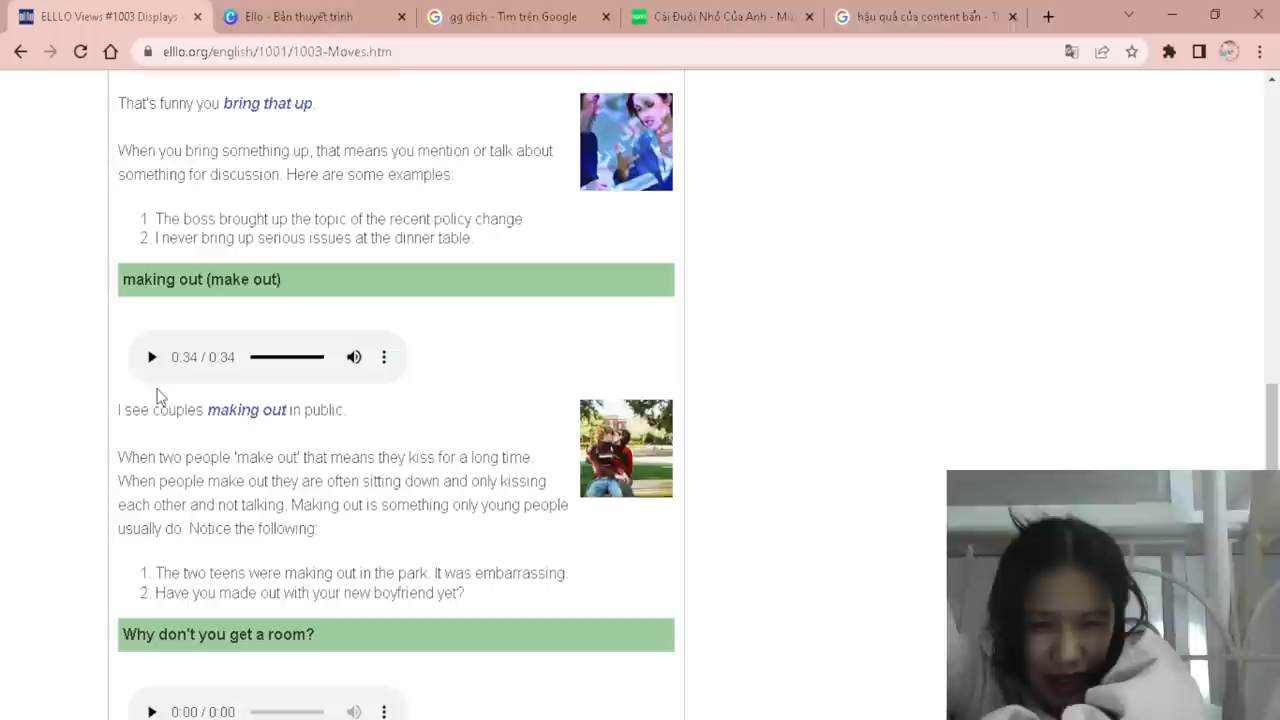 ELLLO Views #1003 Displays
Ello - Bản thuyết trình
gg dich - Tìm trên Google
Cái Đuôi Nhỏ Của Anh - Mù
hậu quả của content bẩn - T
elllo.org/english/1001/1003-Moves.htm
That's funny you bring that up.
When you bring something up, that means you mention or talk about
something for discussion. Here are some examples:
1 The boss brought up the topic of the recent policy change
2. I never bring up serious issues at the dinner table.
making out (make out)
0:34 / 0:34
I see couples making out in public.
When two people 'make out' that means they kiss for a long time.
When people make out they are often sitting down and only kissing
each other and not talking. Making out is something only young people
usually do Notice the following:
1. The two teens were making out in the park. It was embarrassing.
2. Have you made out with your new boyfriend yet?
Why don't you get a room?
0:00 / 0:00